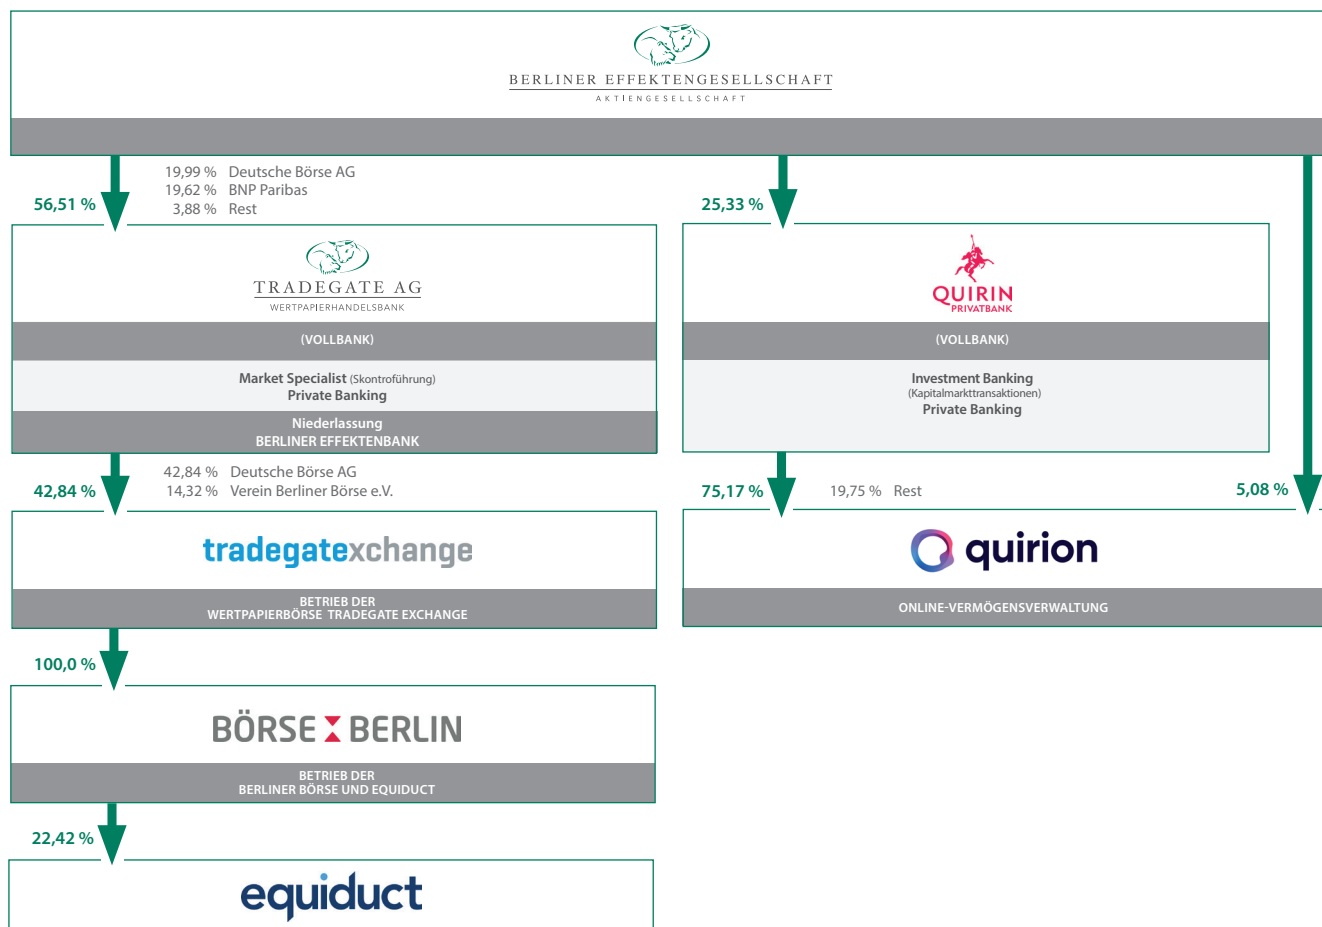 BERLINER EFFEKTENGESELLSCHAFT
AKTIENGESELLSCHAFT
19,99 % Deutsche Börse AG
19,62 % BNP Paribas
3,88 % Rest
56,51 %
25,33 %
TRADEGATE AG
WERTPAPIERHANDELSBANK
(VOLLBANK)
Market Specialist (Skontroführung)
Private Banking
Niederlassung
BERLINER EFFEKTENBANK
QUIRIN
PRIVATBANK
(VOLLBANK)
Investment Banking
(Kapitalmarkttransaktionen)
Private Banking
42,84 % Deutsche Börse AG
14,32 % Verein Berliner Börse e.V.
42,84 %
75,17 %
19,75 % Rest
5,08 %
tradegatexchange
BETRIEB DER
WERTPAPIERBÖRSE TRADEGATE EXCHANGE
quirion
ONLINE-VERMÖGENSVERWALTUNG
100,0 %
BÖRSE BERLIN
BETRIEB DER
BERLINER BÖRSE UND EQUIDUCT
22,42 %
equiduct